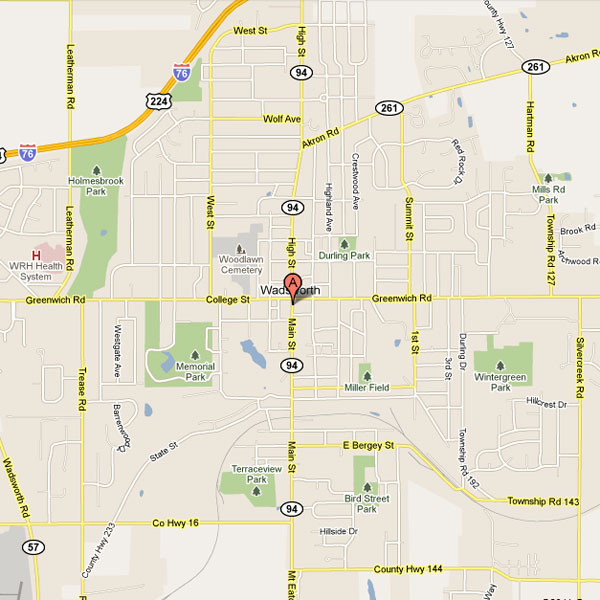 West St
High St
County Hwy 127
94
76
261
Akron Rd
Leatherman Rd
224
261
Hartman Rd
Wolf Ave
Akron Rd
Red Rock Cr
76
Crestwood Ave
Holmesbrook
Park
Highland Ave
Mills Rd
Park
West St
94
Summit St
Leatherman Rd
Township Rd 127
Brook Rd
High St
Durling Park
Archwood Rd
H
WRH Health
System
Woodlawn
Cemetery
A
Wadsworth
Greenwich Rd
College St
Greenwich Rd
Main St
1st St
Westgate Ave
Durling Dr
Silvercreek Rd
Memorial
Park
94
3rd St
Wintergreen
Park
Trease Rd
Miller Field
Hillcrest Dr
Barrenwood
State St
Main St
E Bergey St
Township Rd 192
Wadsworth Rd
Terraceview
Park
Bird Street
Park
Township Rd 143
94
Co Hwy 16
County Hwy 233
Hillside Dr
57
County Hwy 144
Mt Eato
Way